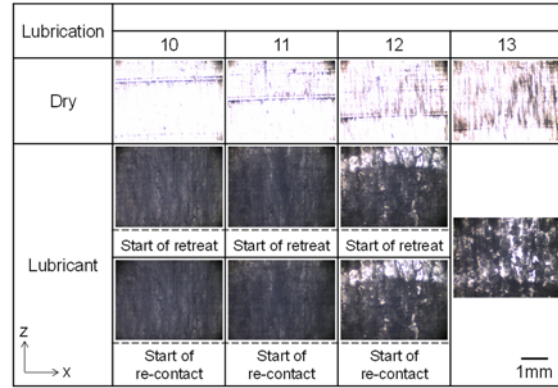 Lubrication
10 11 12 13
Dry
Lubricant
Start of retreat Start of retreat Start of retreat
Start of re-contact Start of re-contact Start of re-contact
z
x
1mm